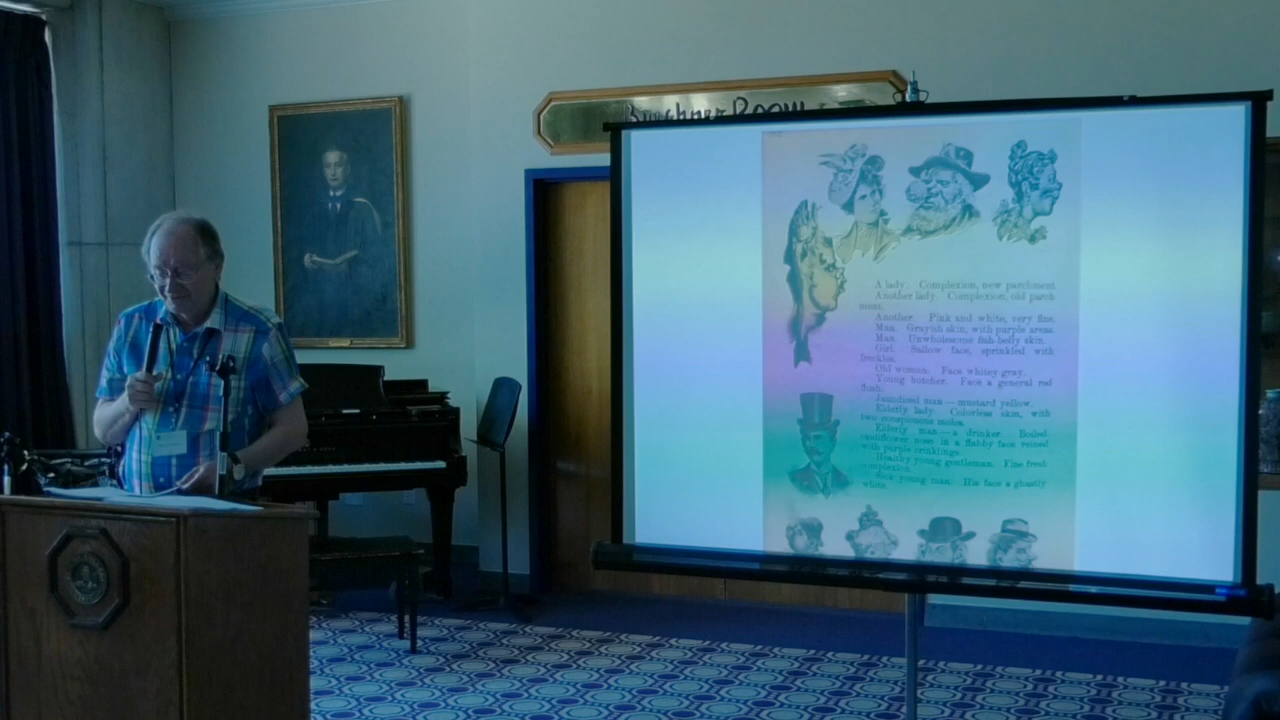 Room
A lady. Complexion, new parchment
Another lady. Complexion, old parch
ment.
Another. Pink and white, very fine.
Man. Grayish skin, with purple areas.
Man. Unwholesome fish-belly skin.
Girl. Sallow face, sprinkled with
freckles.
Old woman. Face whitey gray.
Young butcher. Face a general red
flush.
Jaundiced man—mustard yellow.
Elderly lady. Colorless skin, with
two conspicuous moles.
Elderly man—a drinker. Boiled
cauliflower nose in a flabby face veined
with purple crinklings.
Healthy young gentleman. Fine fresh
complexion.
Sick young man. His face a ghastly
white.